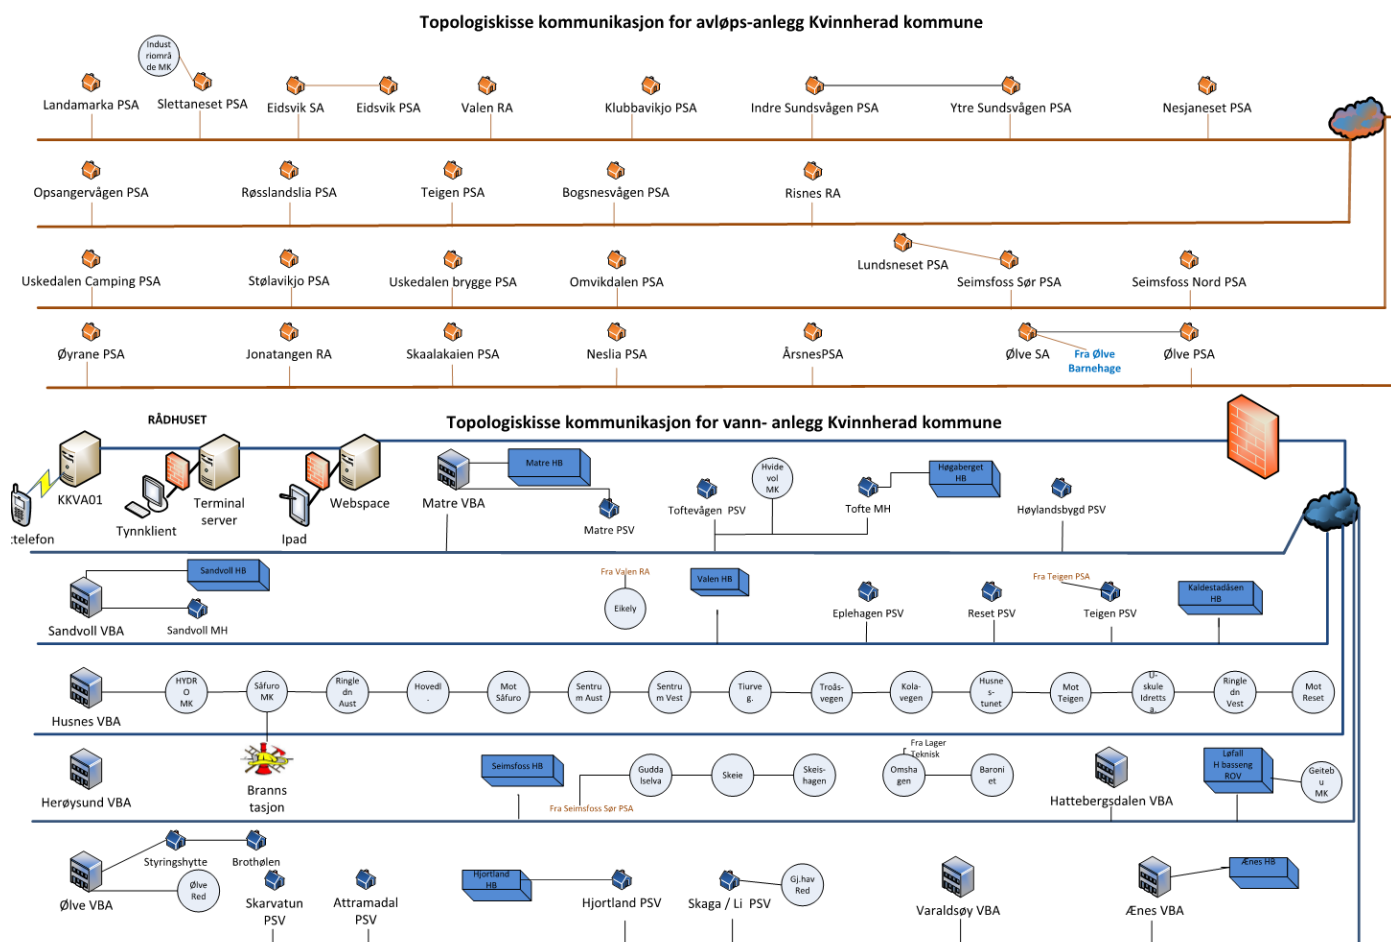 Topologiskisse kommunikasjon for avløps-anlegg Kvinnherad kommune
Indust
riområ
de MK
Landamarka PSA
Slettaneset PSA
Eidsvik SA
Eidsvik PSA
Valen RA
Klubbavikjo PSA
Indre Sundsvågen PSA
Ytre Sundsvågen PSA
Nesjaneset PSA
Opsangervågen PSA
Røsslandslia PSA
Teigen PSA
Bogsnesvågen PSA
Risnes RA
Uskedalen Camping PSA
Stølavikjo PSA
Uskedalen brygge PSA
Omvikdalen PSA
Lundsneset PSA
Seimsfoss Sør PSA
Seimsfoss Nord PSA
Øyrane PSA
Jonatangen RA
Skaalakaien PSA
Neslia PSA
ÅrsnesPSA
Ølve SA
Fra Ølve
Barnehage
Ølve PSA
RÅDHUSET
Topologiskisse kommunikasjon for vann- anlegg Kvinnherad kommune
KKVA01
Terminal
server
Webspace
Tynnklient
Ipad
telefon
Matre VBA
Matre HB
Matre PSV
Toftevågen PSV
Hvide
vol
MK
Tofte MH
Høgaberget
HB
Høylandsbygd PSV
Sandvoll HB
Sandvoll VBA
Sandvoll MH
Fra Valen RA
Eikely
Valen HB
Eplehagen PSV
Reset PSV
Fra Teigen PSA
Teigen PSV
Kaldestadåsen
HB
Husnes VBA
HYDR
O
MK
Såfuro
MK
Ringle
dn
Aust
Hovedl
.
Mot
Såfuro
Sentru
m Aust
Sentru
m Vest
Tiurve
g.
Troås-
vegen
Kola-
vegen
Husne
s-
tunet
Mot
Teigen
U-
skule
Idretts
a.
Ringle
dn
Vest
Mot
Reset
Herøysund VBA
Branns
tasjon
Seimsfoss HB
Fra Seimsfoss Sør PSA
Gudda
lselva
Skeie
Skeis-
hagen
Fra Lager
Teknisk
Omsha
gen
Baroni
et
Hattebergsdalen VBA
Løfall
H basseng
ROV
Geitebu
MK
Ølve VBA
Styringshytte
Brothølen
Ølve
Red
Skarvatun
PSV
Attramadal
PSV
Hjortland
HB
Hjortland PSV
Skaga / Li PSV
Gj.hav
Red
Varaldsøy VBA
Ænes VBA
Ænes HB